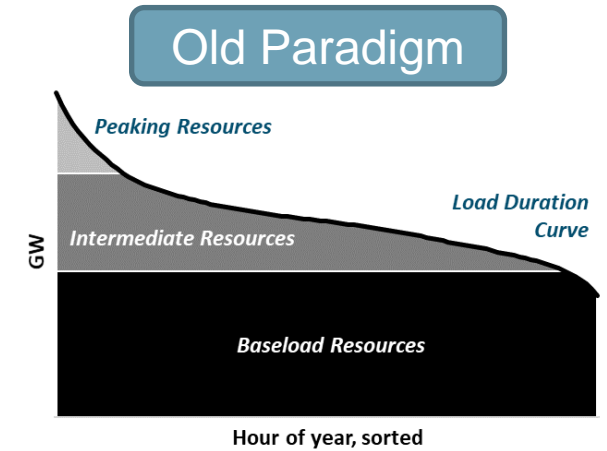 Old Paradigm
Peaking Resources
Load Duration
Curve
Intermediate Resources
GW
Baseload Resources
Hour of year, sorted